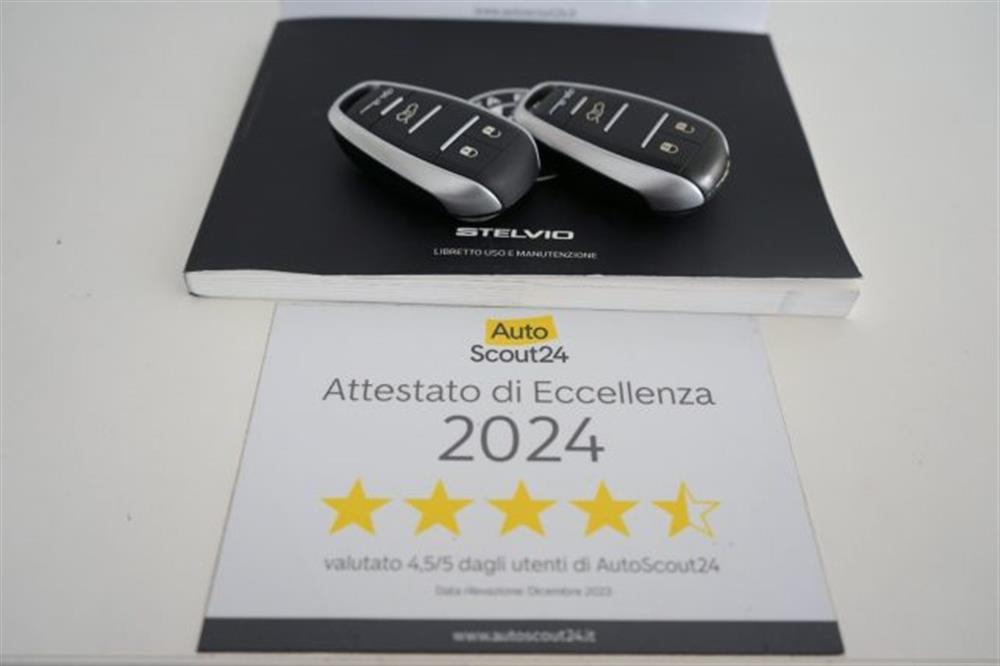 www.autoscout24.it
STELVIO
LIBRETTO USO E MANUTENZIONE
Auto
Scout24
Attestato di Eccellenza
2024
valutato 4,5/5 dagli utenti di AutoScout24
Data rilevazione: Dicembre 2023
www.autoscout24.it